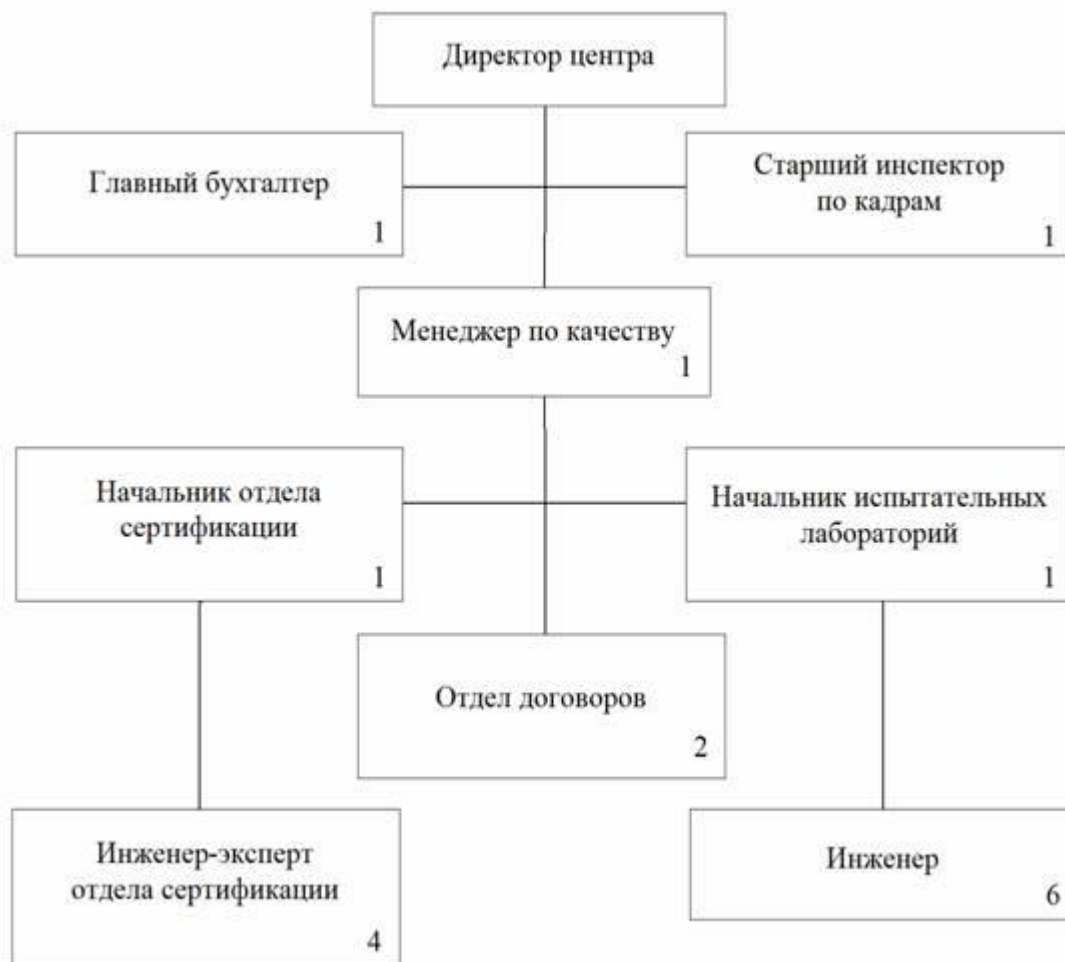 Директор центра
Главный бухгалтер
1
Старший инспектор
по кадрам
1
Менеджер по качеству
1
Начальник отдела
сертификации
1
Начальник испытательных
лабораторий
1
Отдел договоров
2
Инженер-эксперт
отдела сертификации
4
Инженер
6